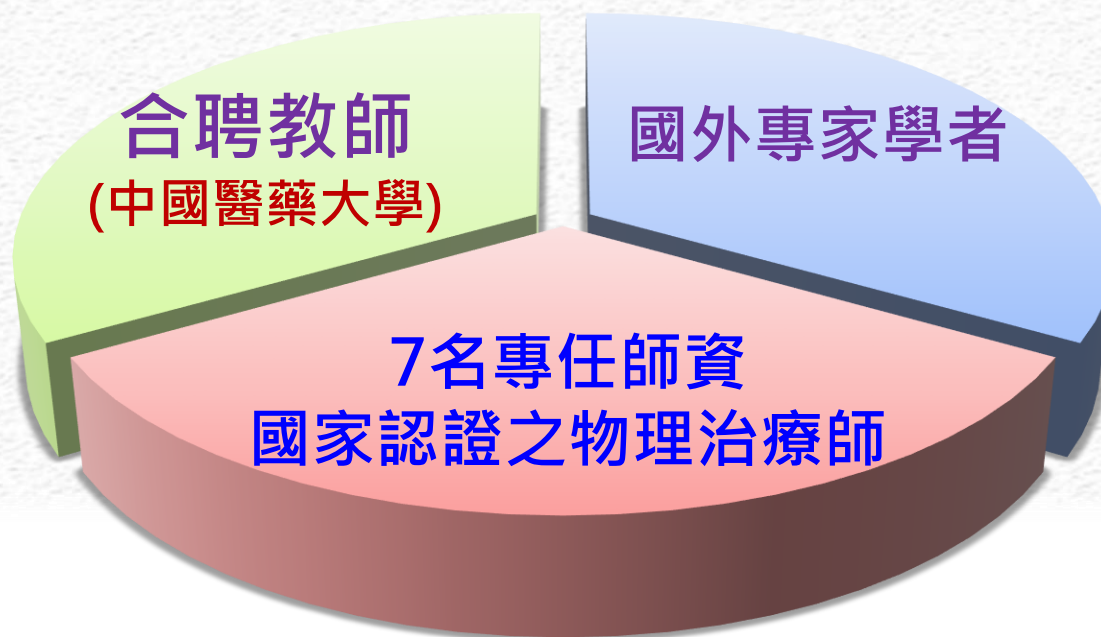 合聘教師
(中國醫藥大學)
國外專家學者
7名專任師資
國家認證之物理治療師